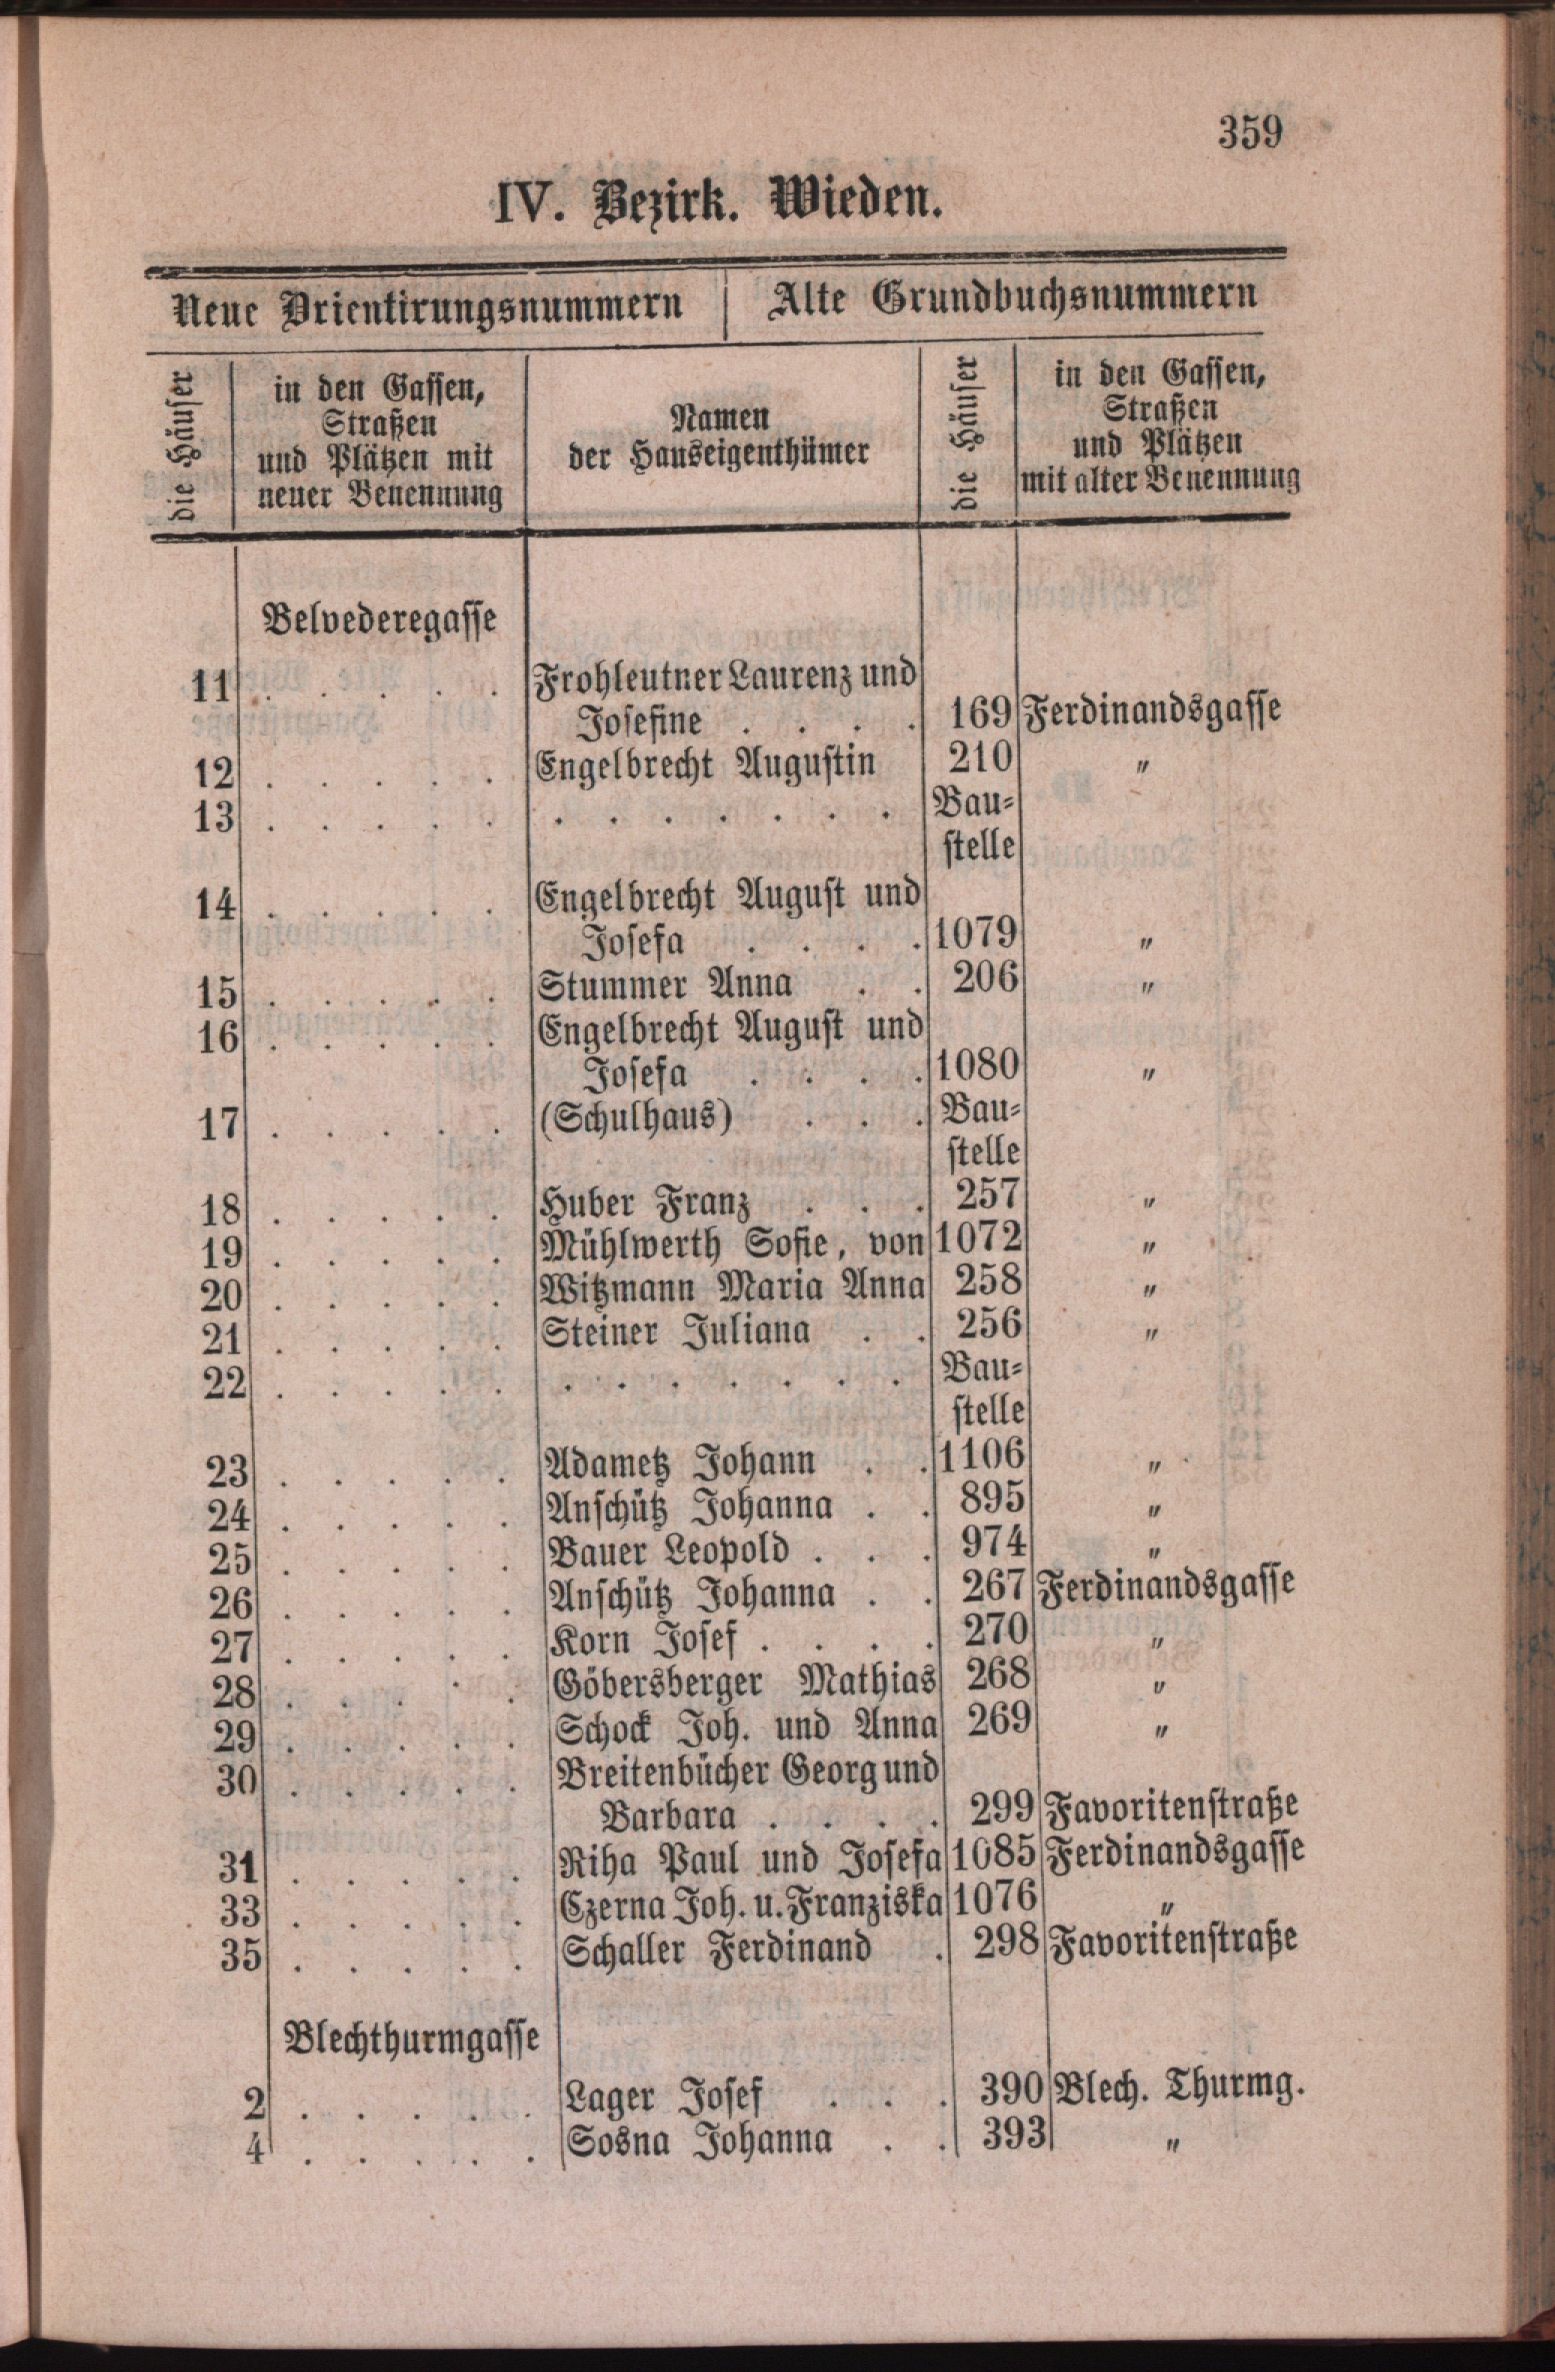 359
IV. Bezirk. Wieden.
Neue Orientirungsnummern | Alte Grundbuchsnummern
die Häuser | in den Gassen, Straßen und Plätzen mit neuer Benennung | Namen der Hauseigenthümer | die Häuser | in den Gassen, Straßen und Plätzen mit alter Benennung
Belvederegasse
11 . . . . . Frohleutner Laurenz und
Josefine . . . . 169 Ferdinandsgasse
12 . . . . . Engelbrecht Augustin 210 „
13 . . . . . . . . . . . . Bau-
stelle
14 . . . . . Engelbrecht August und
Josefa . . . . 1079 „
15 . . . . . Stummer Anna . . 206 „
16 . . . . . Engelbrecht August und
Josefa . . . . 1080 „
17 . . . . . (Schulhaus) . . . Bau-
stelle
18 . . . . . Huber Franz . . . 257 „
19 . . . . . Mühlwerth Sofie, von 1072 „
20 . . . . . Witzmann Maria Anna 258 „
21 . . . . . Steiner Juliana . . 256 „
22 . . . . . . . . . . . . Bau-
stelle
23 . . . . . Adametz Johann . . 1106 „
24 . . . . . Anschütz Johanna . . 895 „
25 . . . . . Bauer Leopold . . . 974 „
26 . . . . . Anschütz Johanna . . 267 Ferdinandsgasse
27 . . . . . Korn Josef . . . . 270 „
28 . . . . . Göbersberger Mathias 268 „
29 . . . . . Schock Joh. und Anna 269 „
30 . . . . . Breitenbücher Georg und
Barbara . . . . 299 Favoritenstraße
31 . . . . . Riha Paul und Josefa 1085 Ferdinandsgasse
33 . . . . . Czerna Joh. u. Franziska 1076 „
35 . . . . . Schaller Ferdinand . 298 Favoritenstraße
Blechthurmgasse
2 . . . . . Lager Josef . . . 390 Blech. Thurmg.
4 . . . . . Sosna Johanna . . 393 „